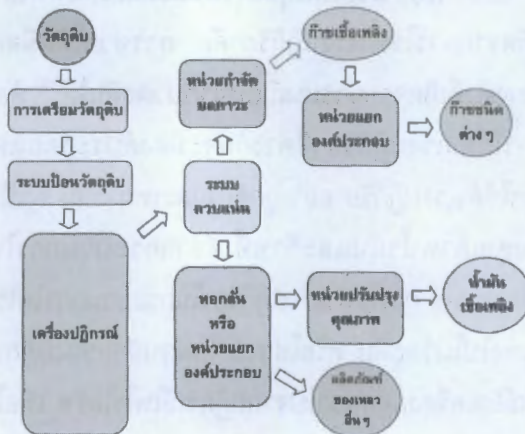 วัตถุดิบ
การเตรียมวัตถุดิบ
ระบบป้อนวัตถุดิบ
เครื่องปฏิกรณ์
หน่วยกำจัด
มลภาวะ
ระบบ
ควบแน่น
หอกลั่น
หรือ
หน่วยแยก
องค์ประกอบ
ก๊าซเชื้อเพลิง
หน่วยแยก
องค์ประกอบ
ก๊าซชนิด
ต่าง ๆ
หน่วยปรับปรุง
คุณภาพ
น้ำมัน
เชื้อเพลิง
ผลิตภัณฑ์
ของเหลว
อื่น ๆ